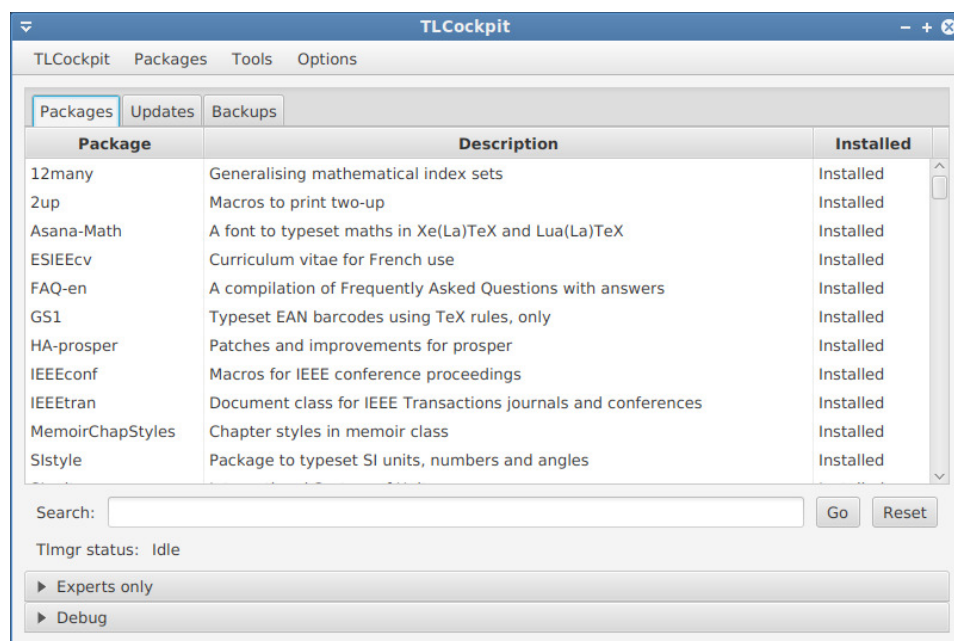 TLCockpit
TLCockpit Packages Tools Options
Packages Updates Backups
Package Description Installed
12many Generalising mathematical index sets Installed
2up Macros to print two-up Installed
Asana-Math A font to typeset maths in Xe(La)TeX and Lua(La)TeX Installed
ESIEEcv Curriculum vitae for French use Installed
FAQ-en A compilation of Frequently Asked Questions with answers Installed
GS1 Typeset EAN barcodes using TeX rules, only Installed
HA-prosper Patches and improvements for prosper Installed
IEEEconf Macros for IEEE conference proceedings Installed
IEEEtran Document class for IEEE Transactions journals and conferences Installed
MemoirChapStyles Chapter styles in memoir class Installed
SIstyle Package to typeset SI units, numbers and angles Installed
Search: Go Reset
Tlmgr status: Idle
Experts only
Debug